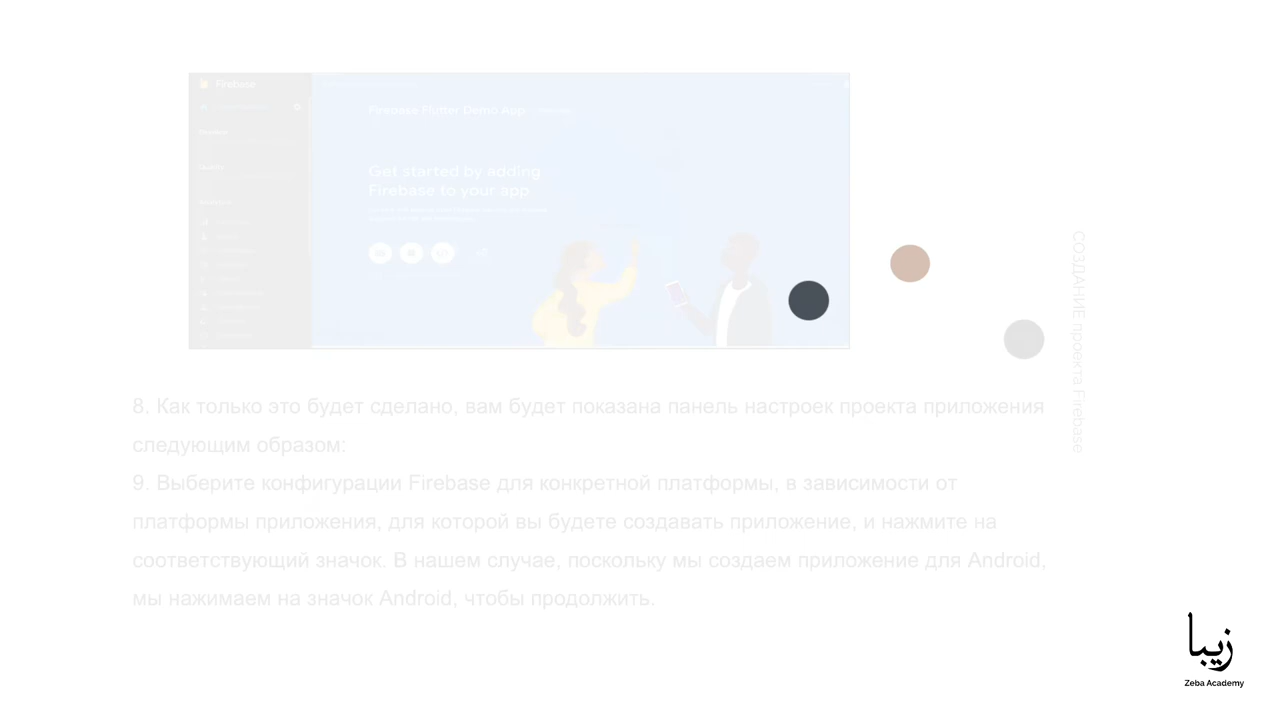 Firebase
Firebase Flutter Demo App
Get started by adding
Firebase to your app
СОЗДАНИЕ проекта Firebase
8. Как только это будет сделано, вам будет показана панель настроек проекта приложения
следующим образом:
9. Выберите конфигурации Firebase для конкретной платформы, в зависимости от
платформы приложения, для которой вы будете создавать приложение, и нажмите на
соответствующий значок. В нашем случае, поскольку мы создаем приложение для Android,
мы нажимаем на значок Android, чтобы продолжить.
زيبا
Zeba Academy